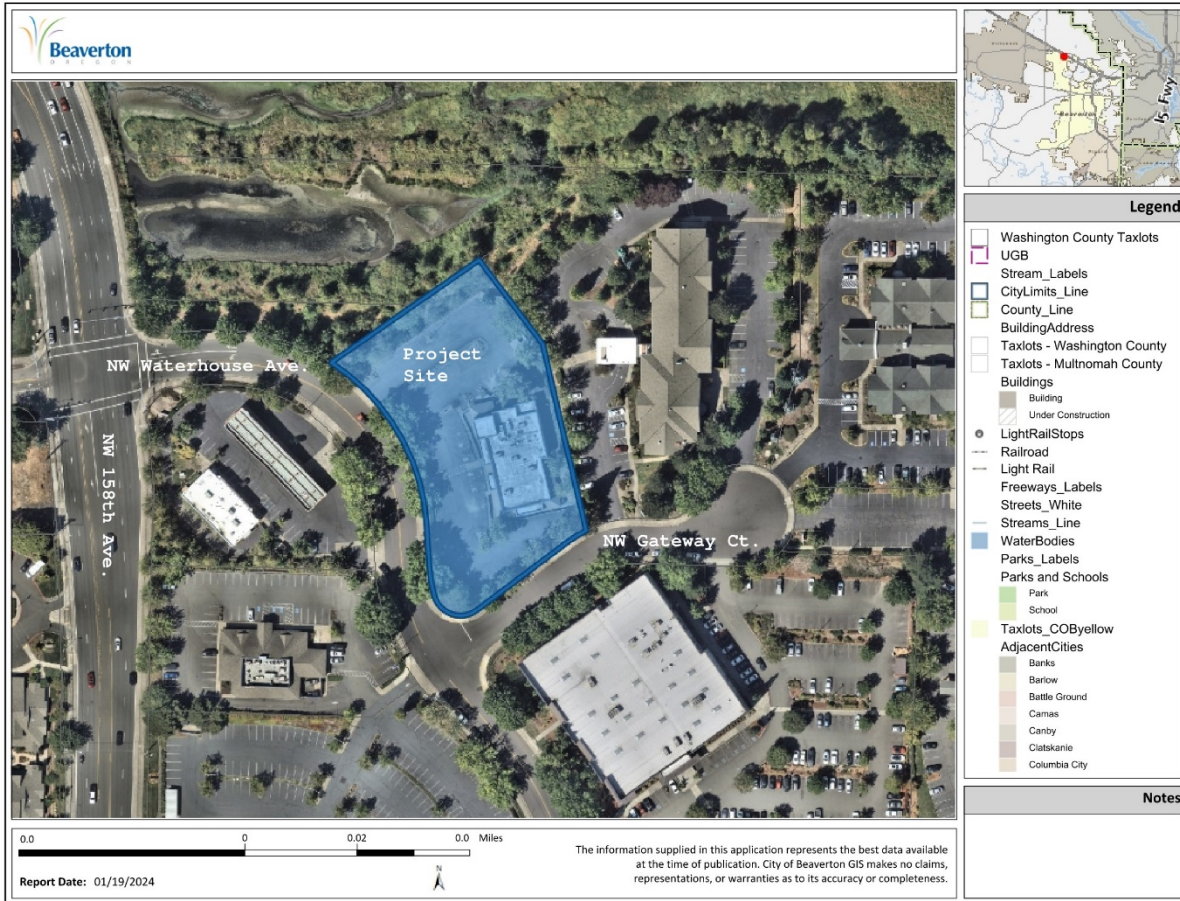 Beaverton
OREGON
NW Waterhouse Ave.
Project
Site
NW 158th Ave.
NW Gateway Ct.
I5 Fwy
Beaverton
Legend
Washington County Taxlots
UGB
Stream_Labels
CityLimits_Line
County_Line
BuildingAddress
Taxlots - Washington County
Taxlots - Multnomah County
Buildings
Building
Under Construction
LightRailStops
Railroad
Light Rail
Freeways_Labels
Streets_White
Streams_Line
WaterBodies
Parks_Labels
Parks and Schools
Park
School
Taxlots_COByellow
AdjacentCities
Banks
Barlow
Battle Ground
Camas
Canby
Clatskanie
Columbia City
Notes
0.0 0 0.02 0.0 Miles
Report Date: 01/19/2024
N
The information supplied in this application represents the best data available
at the time of publication. City of Beaverton GIS makes no claims,
representations, or warranties as to its accuracy or completeness.